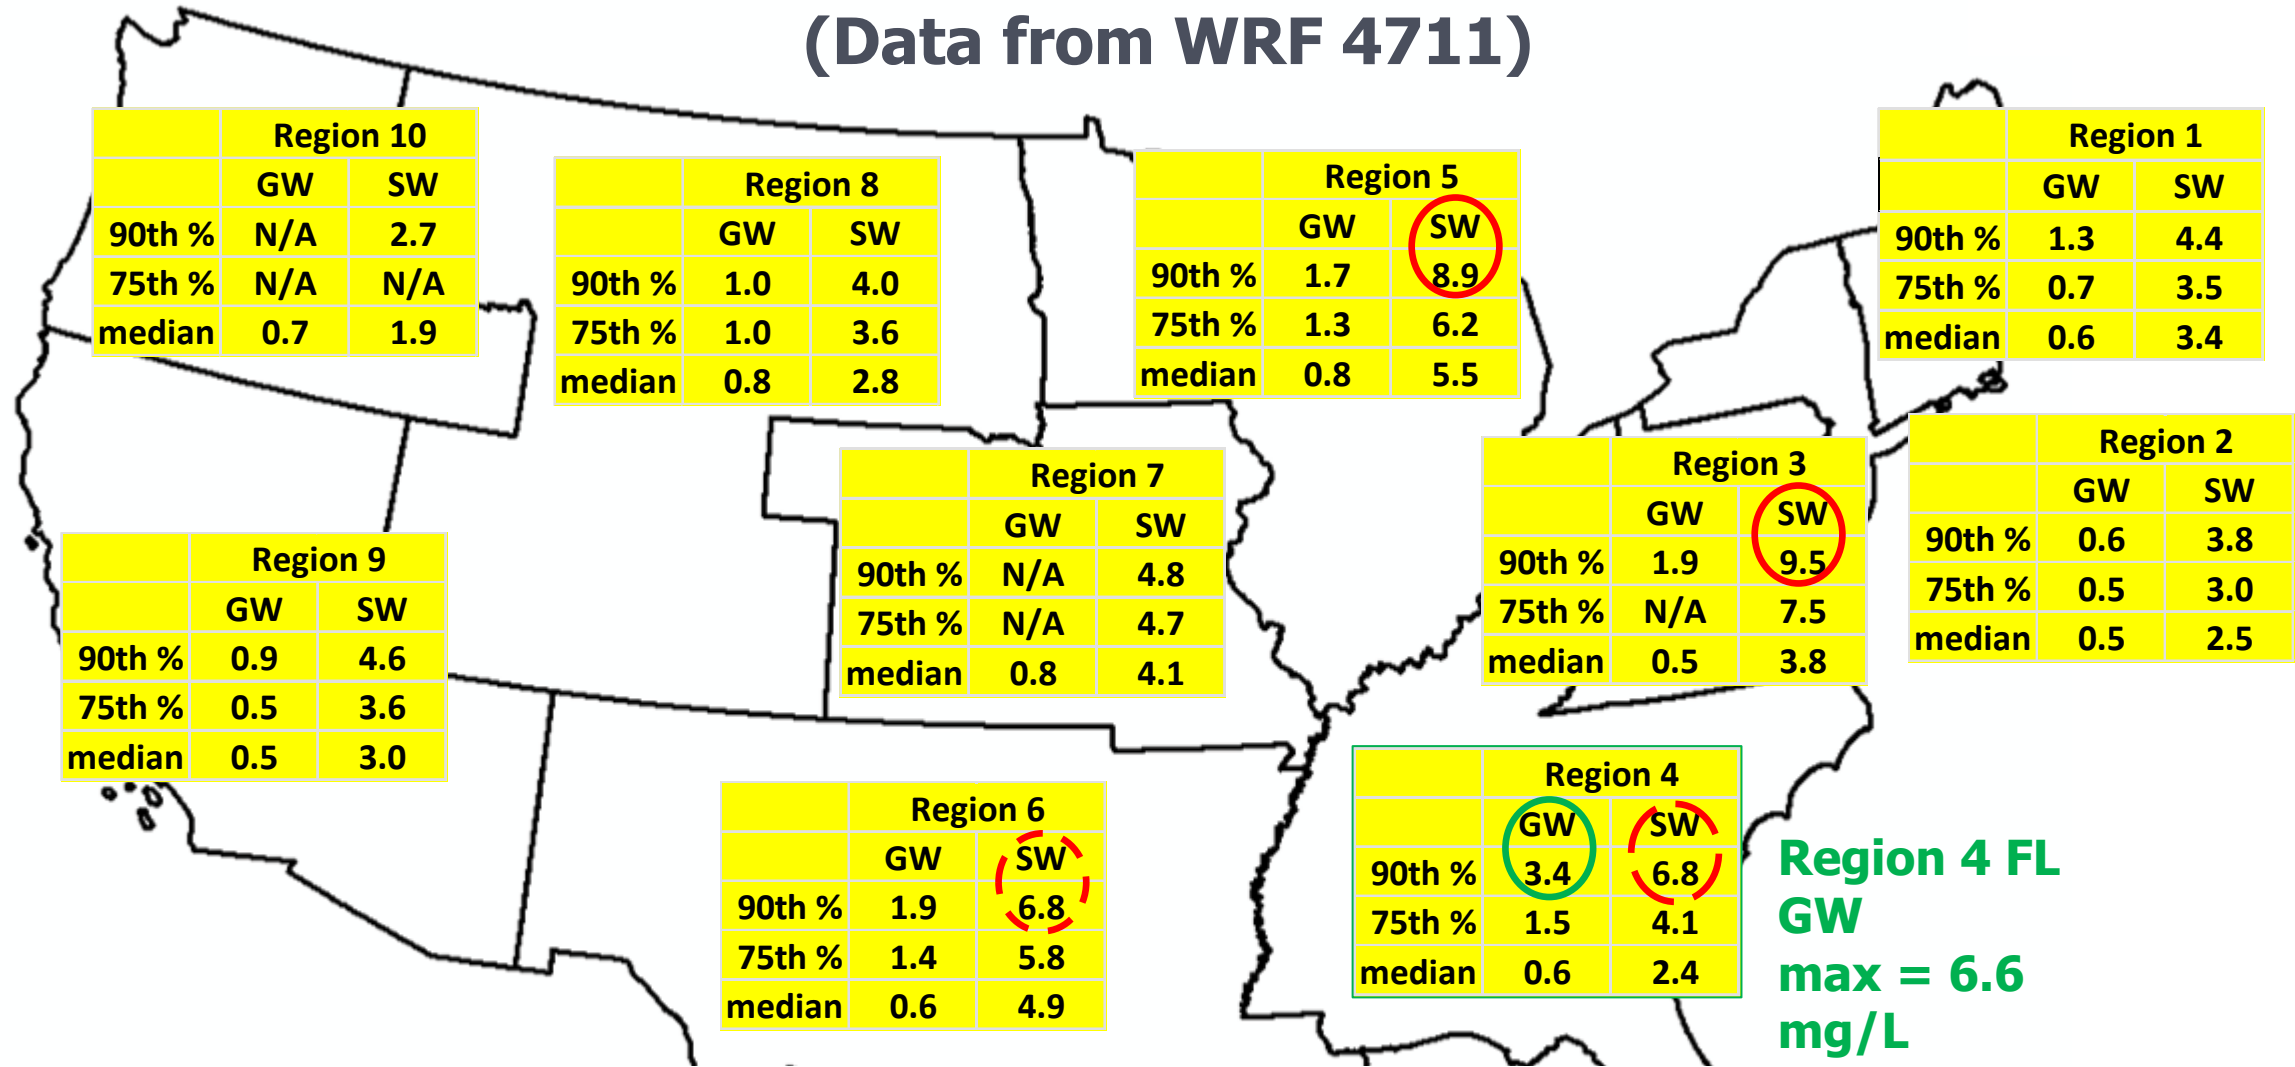 (Data from WRF 4711)
Region 10
GW SW
90th % N/A 2.7
75th % N/A N/A
median 0.7 1.9
Region 8
GW SW
90th % 1.0 4.0
75th % 1.0 3.6
median 0.8 2.8
Region 5
GW SW
90th % 1.7 8.9
75th % 1.3 6.2
median 0.8 5.5
Region 1
GW SW
90th % 1.3 4.4
75th % 0.7 3.5
median 0.6 3.4
Region 7
GW SW
90th % N/A 4.8
75th % N/A 4.7
median 0.8 4.1
Region 3
GW SW
90th % 1.9 9.5
75th % N/A 7.5
median 0.5 3.8
Region 2
GW SW
90th % 0.6 3.8
75th % 0.5 3.0
median 0.5 2.5
Region 9
GW SW
90th % 0.9 4.6
75th % 0.5 3.6
median 0.5 3.0
Region 6
GW SW
90th % 1.9 6.8
75th % 1.4 5.8
median 0.6 4.9
Region 4
GW SW
90th % 3.4 6.8
75th % 1.5 4.1
median 0.6 2.4
Region 4 FL
GW
max = 6.6
mg/L